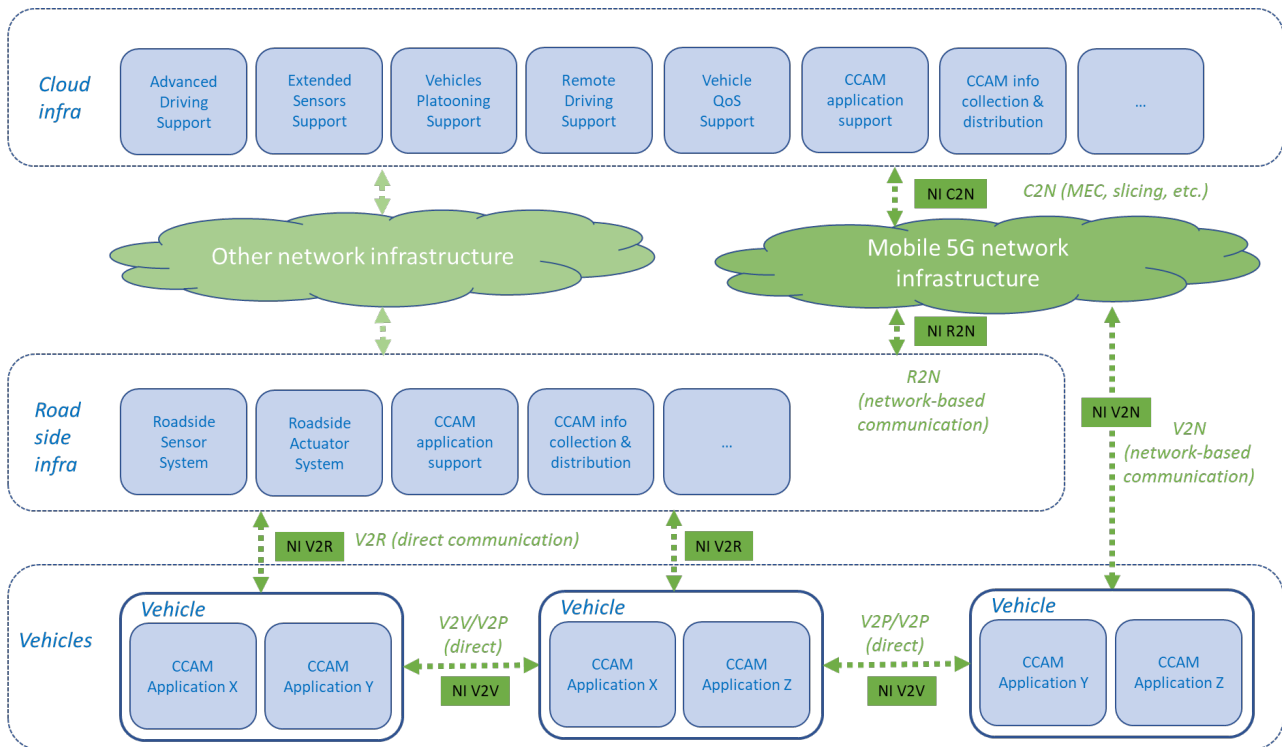 Cloud
infra
Advanced
Driving
Support
Extended
Sensors
Support
Vehicles
Platooning
Support
Remote
Driving
Support
Vehicle
QoS
Support
CCAM
application
support
CCAM info
collection &
distribution
...
NI C2N
C2N (MEC, slicing, etc.)
Other network infrastructure
Mobile 5G network
infrastructure
NI R2N
R2N
(network-based
communication)
NI V2N
V2N
(network-based
communication)
Road
side
infra
Roadside
Sensor
System
Roadside
Actuator
System
CCAM
application
support
CCAM info
collection &
distribution
...
NI V2R
V2R (direct communication)
NI V2R
Vehicles
Vehicle
CCAM
Application X
CCAM
Application Y
V2V/V2P
(direct)
NI V2V
Vehicle
CCAM
Application X
CCAM
Application Z
V2P/V2P
(direct)
NI V2V
Vehicle
CCAM
Application Y
CCAM
Application Z